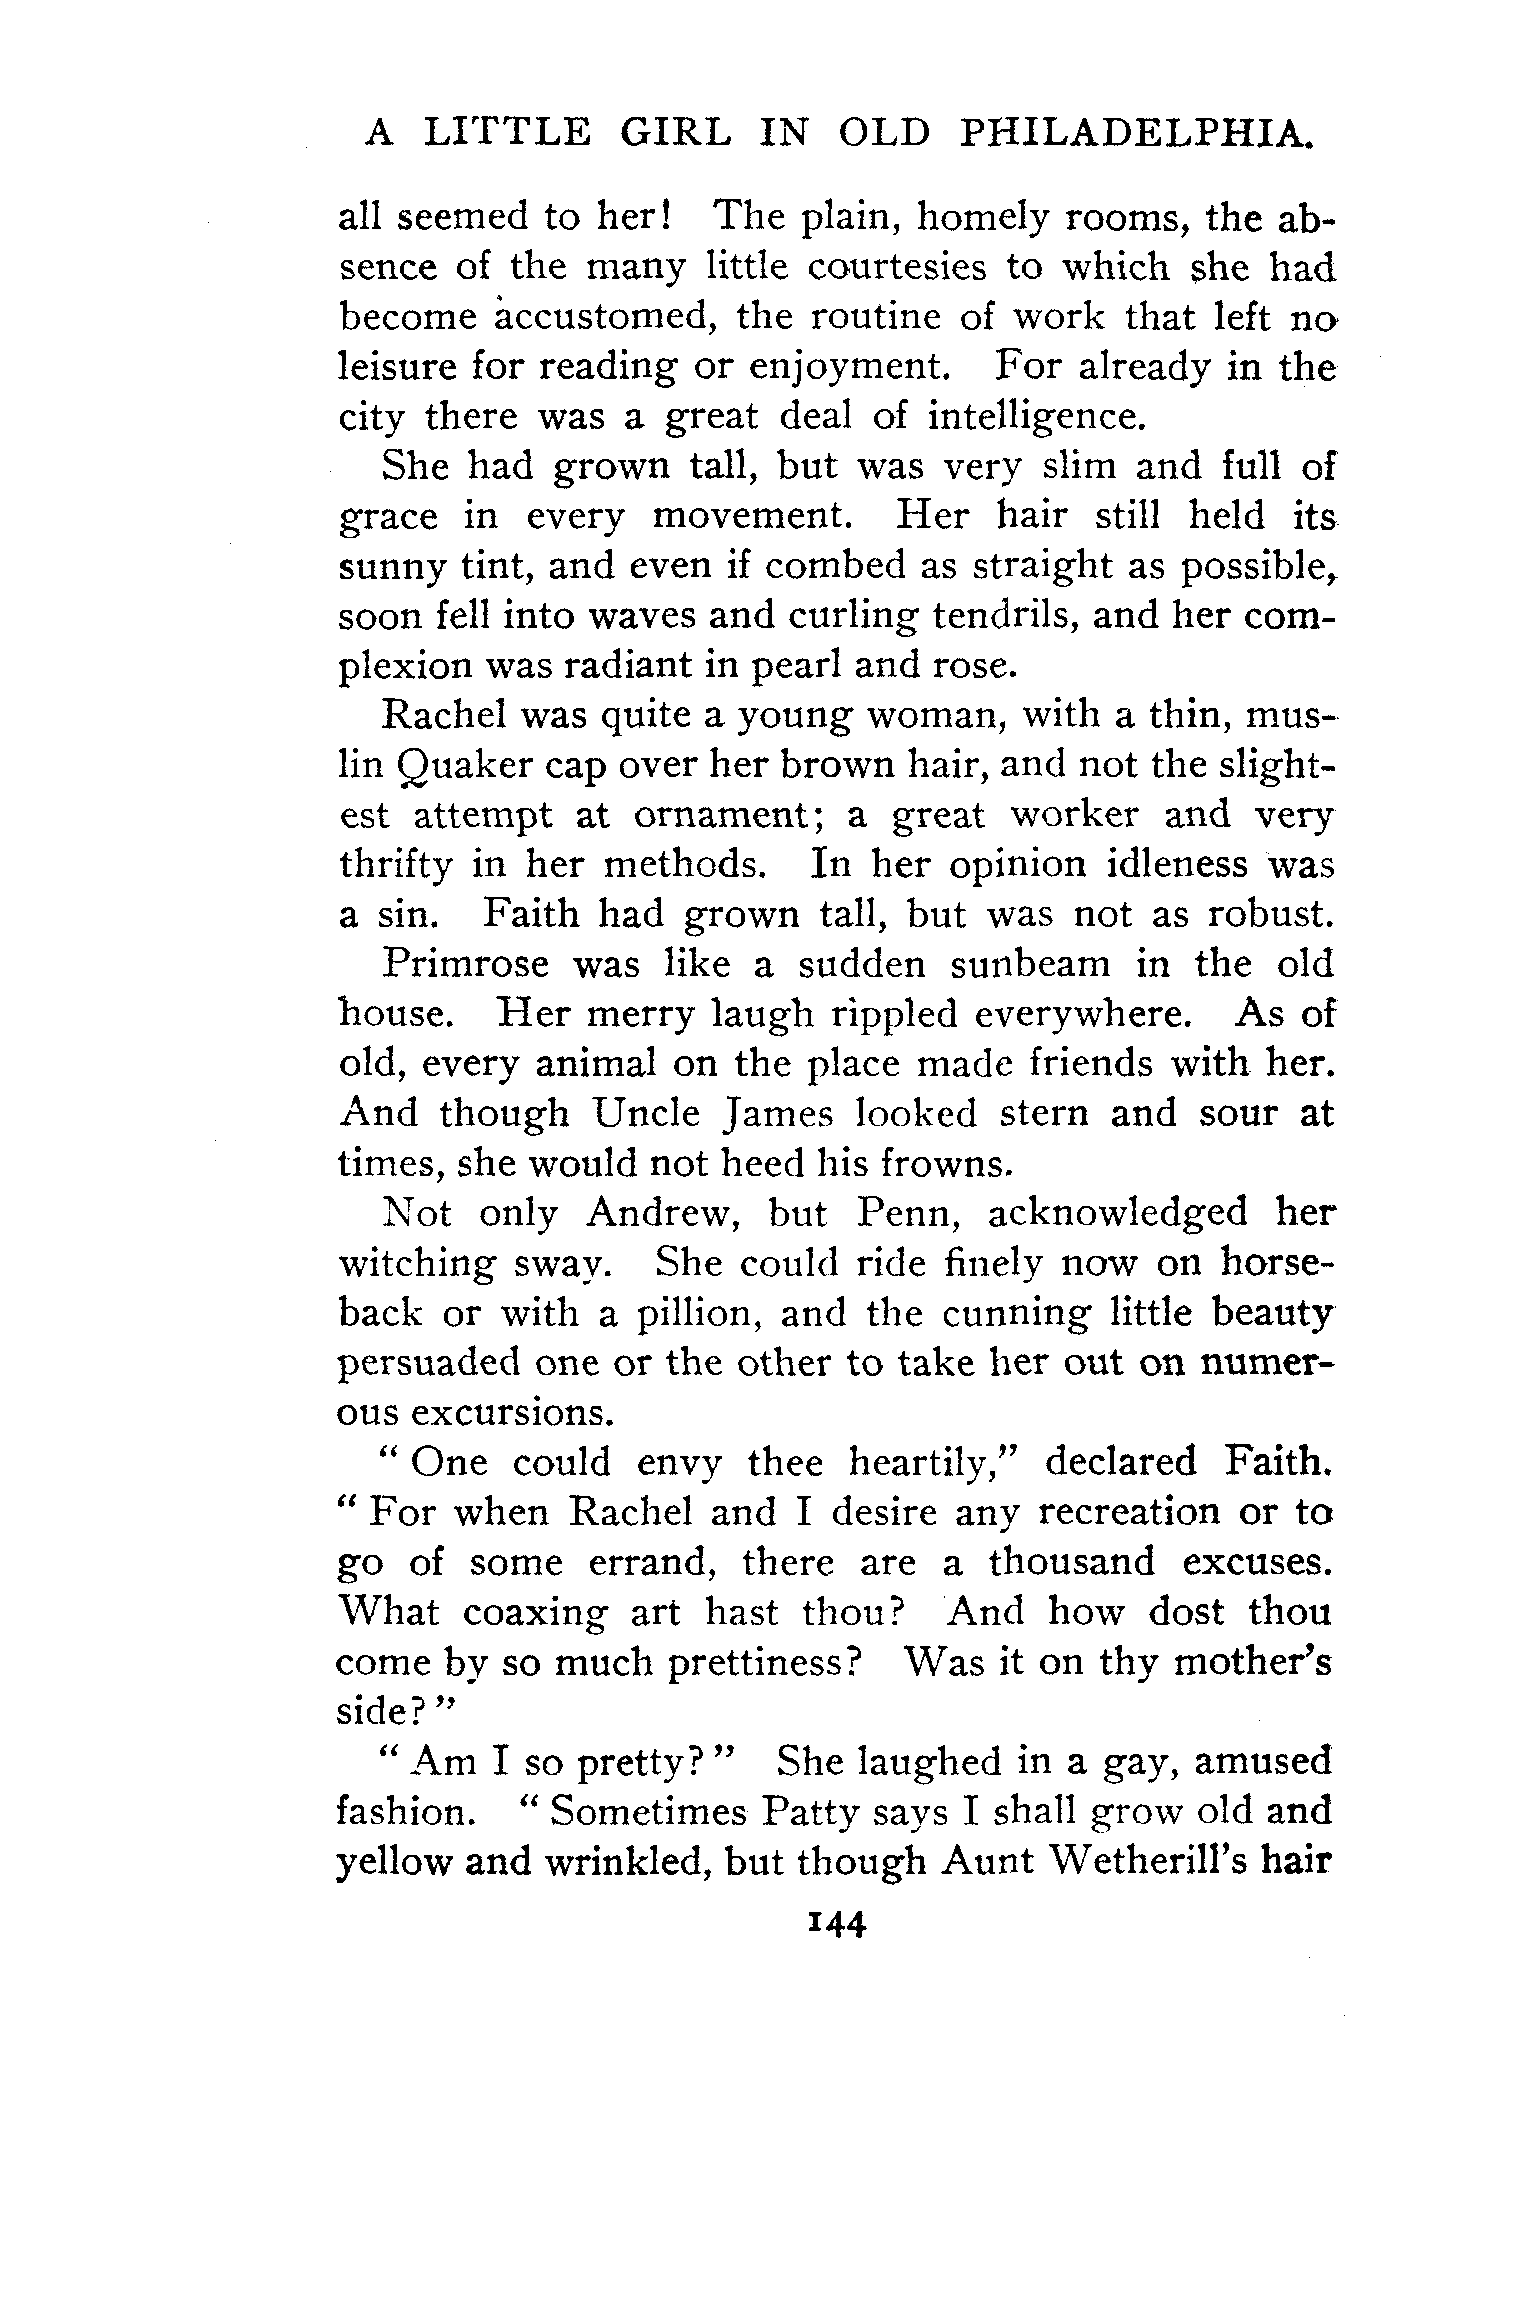 A LITTLE GIRL IN OLD PHILADELPHIA.
all seemed to her! The plain, homely rooms, the ab-
sence of the many little courtesies to which she had
become accustomed, the routine of work that left no
leisure for reading or enjoyment. For already in the
city there was a great deal of intelligence.
She had grown tall, but was very slim and full of
grace in every movement. Her hair still held its
sunny tint, and even if combed as straight as possible,
soon fell into waves and curling tendrils, and her com-
plexion was radiant in pearl and rose.
Rachel was quite a young woman, with a thin, mus-
lin Quaker cap over her brown hair, and not the slight-
est attempt at ornament; a great worker and very
thrifty in her methods. In her opinion idleness was
a sin. Faith had grown tall, but was not as robust.
Primrose was like a sudden sunbeam in the old
house. Her merry laugh rippled everywhere. As of
old, every animal on the place made friends with her.
And though Uncle James looked stern and sour at
times, she would not heed his frowns.
Not only Andrew, but Penn, acknowledged her
witching sway. She could ride finely now on horse-
back or with a pillion, and the cunning little beauty
persuaded one or the other to take her out on numer-
ous excursions.
" One could envy thee heartily," declared Faith.
" For when Rachel and I desire any recreation or to
go of some errand, there are a thousand excuses.
What coaxing art hast thou? And how dost thou
come by so much prettiness? Was it on thy mother's
side? "
" Am I so pretty? " She laughed in a gay, amused
fashion. " Sometimes Patty says I shall grow old and
yellow and wrinkled, but though Aunt Wetherill's hair
144